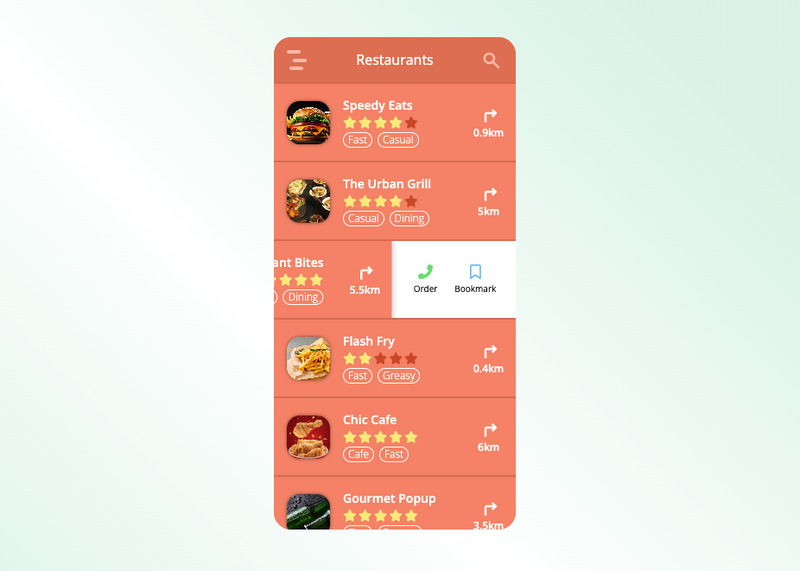 Restaurants
Speedy Eats
Fast Casual
0.9km
The Urban Grill
Casual Dining
5km
ant Bites
Dining
5.5km
Order Bookmark
Flash Fry
Fast Greasy
0.4km
Chic Cafe
Cafe Fast
6km
Gourmet Popup
3.5km